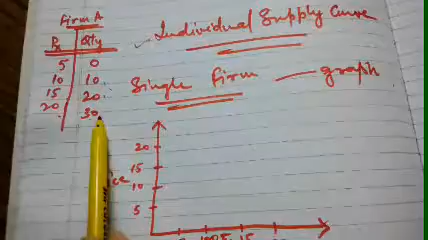 Firm A
Px Qty
5 0
10 10
15 20
20 30
Individual Supply Curve
Single Firm — graph
20
15
10
5